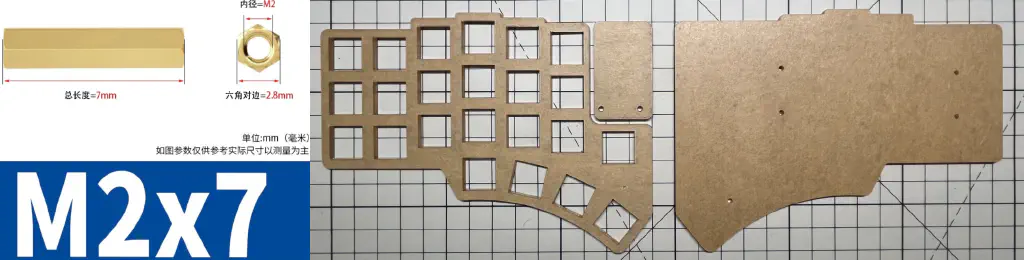 内径=M2
总长度=7mm
六角对边=2.8mm
单位:mm（毫米）
如图参数仅供参考实际尺寸以测量为主
M2x7